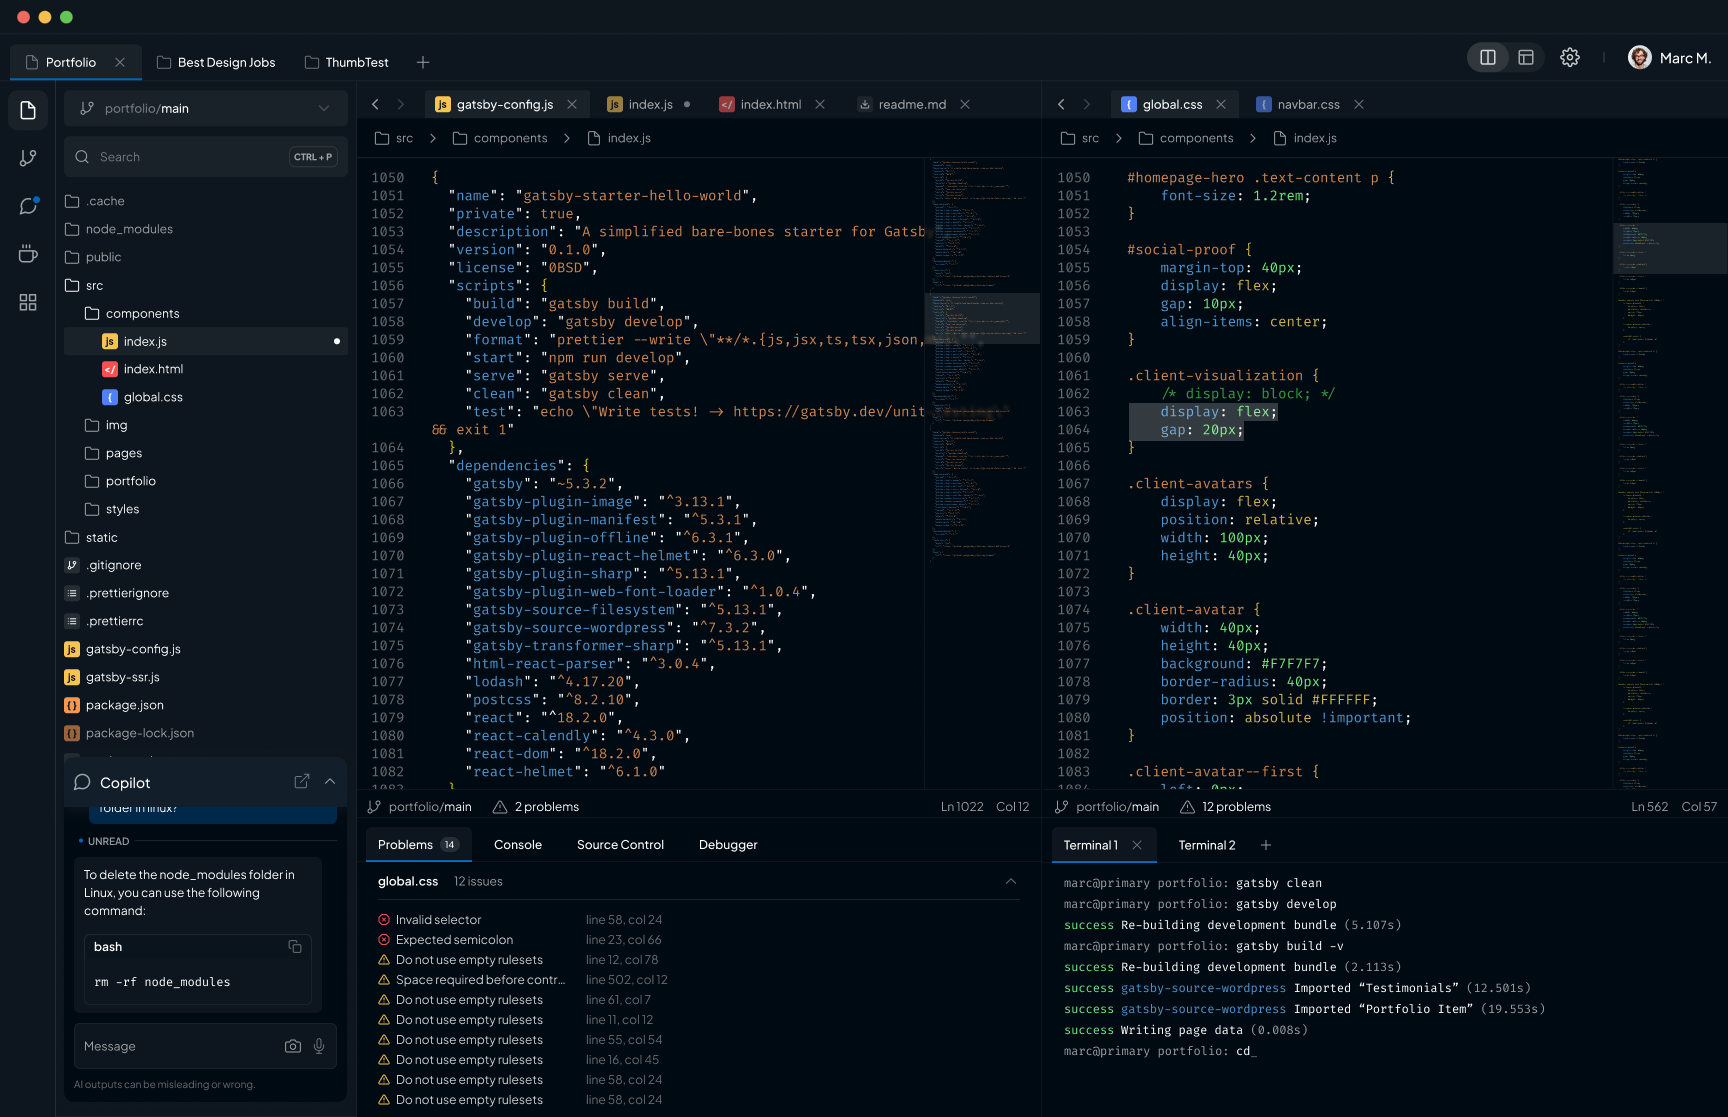 Portfolio
Best Design Jobs
ThumbTest
Marc M.
portfolio/main
Search
CTRL + P
.cache
node_modules
public
src
components
js index.js
</> index.html
{ global.css
img
pages
portfolio
styles
static
.gitignore
.prettierignore
.prettierrc
js gatsby-config.js
js gatsby-ssr.js
{} package.json
{} package-lock.json
Copilot
folder in linux?
UNREAD
To delete the node_modules folder in
Linux, you can use the following
command:
bash
rm -rf node_modules
Message
AI outputs can be misleading or wrong.
js gatsby-config.js
js index.js
</> index.html
readme.md
src > components > index.js
1050 {
1051 "name": "gatsby-starter-hello-world",
1052 "private": true,
1053 "description": "A simplified bare-bones starter for Gatsb
1054 "version": "0.1.0",
1055 "license": "0BSD",
1056 "scripts": {
1057 "build": "gatsby build",
1058 "develop": "gatsby develop",
1059 "format": "prettier --write \"**/*.{js,jsx,ts,tsx,json,
1060 "start": "npm run develop",
1061 "serve": "gatsby serve",
1062 "clean": "gatsby clean",
1063 "test": "echo \"Write tests! -> https://gatsby.dev/unit
&& exit 1"
1064 },
1065 "dependencies": {
1066 "gatsby": "~5.3.2",
1067 "gatsby-plugin-image": "^3.13.1",
1068 "gatsby-plugin-manifest": "^5.3.1",
1069 "gatsby-plugin-offline": "^6.3.1",
1070 "gatsby-plugin-react-helmet": "^6.3.0",
1071 "gatsby-plugin-sharp": "^5.13.1",
1072 "gatsby-plugin-web-font-loader": "^1.0.4",
1073 "gatsby-source-filesystem": "^5.13.1",
1074 "gatsby-source-wordpress": "^7.3.2",
1075 "gatsby-transformer-sharp": "^5.13.1",
1076 "html-react-parser": "^3.0.4",
1077 "lodash": "^4.17.20",
1078 "postcss": "^8.2.10",
1079 "react": "^18.2.0",
1080 "react-calendly": "^4.3.0",
1081 "react-dom": "^18.2.0",
1082 "react-helmet": "^6.1.0"
1083 }
portfolio/main
2 problems
Ln 1022 Col 12
{ global.css
{ navbar.css
src > components > index.js
1050 #homepage-hero .text-content p {
1051 font-size: 1.2rem;
1052 }
1053
1054 #social-proof {
1055 margin-top: 40px;
1056 display: flex;
1057 gap: 10px;
1058 align-items: center;
1059 }
1060
1061 .client-visualization {
1062 /* display: block; */
1063 display: flex;
1064 gap: 20px;
1065 }
1066
1067 .client-avatars {
1068 display: flex;
1069 position: relative;
1070 width: 100px;
1071 height: 40px;
1072 }
1073
1074 .client-avatar {
1075 width: 40px;
1076 height: 40px;
1077 background: #F7F7F7;
1078 border-radius: 40px;
1079 border: 3px solid #FFFFFF;
1080 position: absolute !important;
1081 }
1082
1083 .client-avatar--first {
1084 left: 0px;
portfolio/main
12 problems
Ln 562 Col 57
Problems 14
Console
Source Control
Debugger
global.css 12 issues
Invalid selector line 58, col 24
Expected semicolon line 23, col 66
Do not use empty rulesets line 12, col 78
Space required before contr... line 502, col 12
Do not use empty rulesets line 61, col 7
Do not use empty rulesets line 11, col 12
Do not use empty rulesets line 55, col 54
Do not use empty rulesets line 16, col 45
Do not use empty rulesets line 58, col 24
Do not use empty rulesets line 58, col 24
Terminal 1
Terminal 2
marc@primary portfolio: gatsby clean
marc@primary portfolio: gatsby develop
success Re-building development bundle (5.107s)
marc@primary portfolio: gatsby build -v
success Re-building development bundle (2.113s)
success gatsby-source-wordpress Imported “Testimonials” (12.501s)
success gatsby-source-wordpress Imported “Portfolio Item” (19.553s)
success Writing page data (0.008s)
marc@primary portfolio: cd_